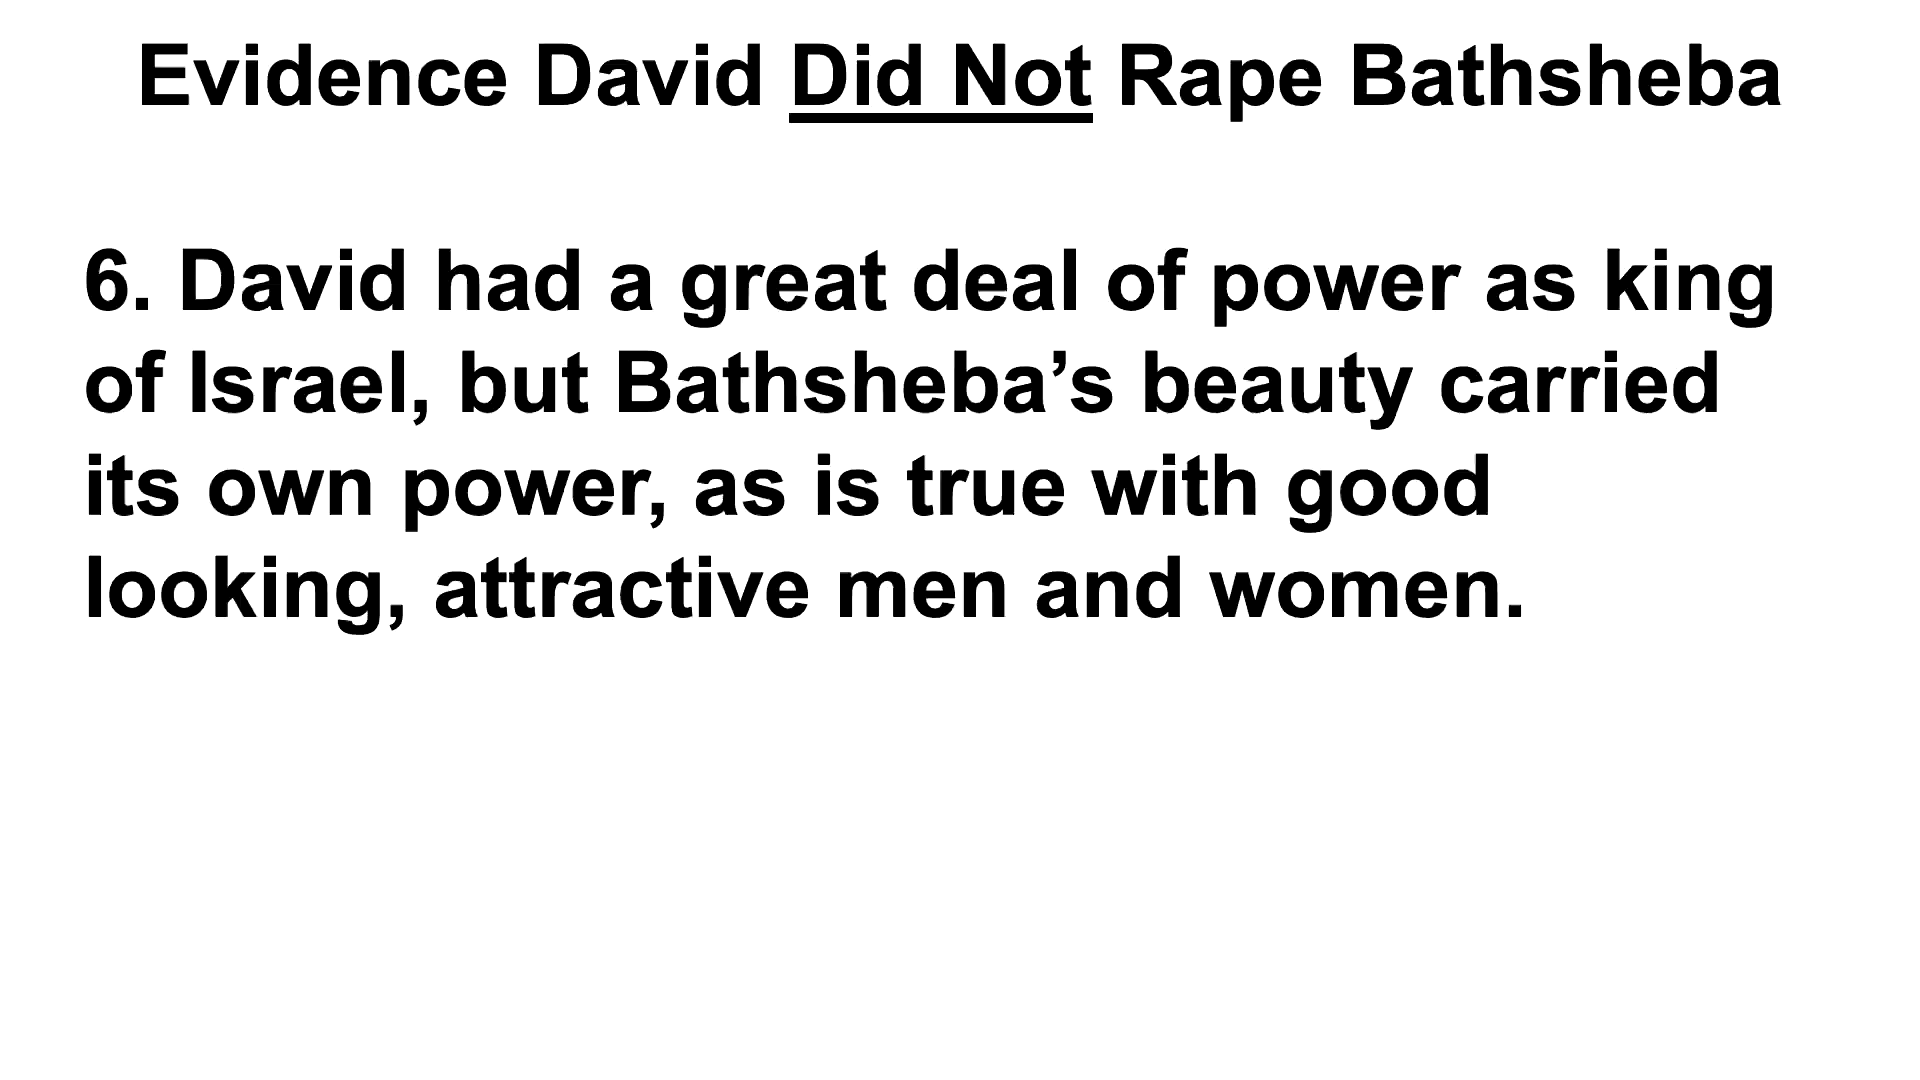 Evidence David Did Not Rape Bathsheba
6. David had a great deal of power as king
of Israel, but Bathsheba’s beauty carried
its own power, as is true with good
looking, attractive men and women.